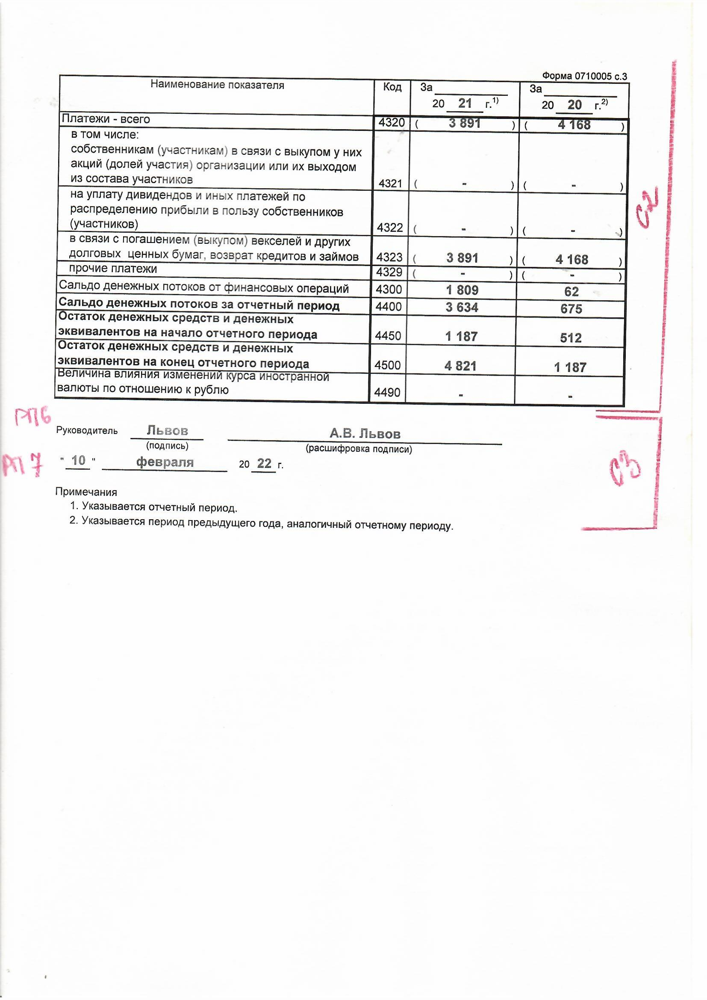 Форма 0710005 с.3
Наименование показателя Код За За
20 21 г.1) 20 20 г.2)
Платежи - всего 4320 ( 3 891 ) ( 4 168 )
в том числе:
собственникам (участникам) в связи с выкупом у них
акций (долей участия) организации или их выходом
из состава участников 4321 ( - ) ( - )
на уплату дивидендов и иных платежей по
распределению прибыли в пользу собственников
(участников) 4322 ( - ) ( - )
в связи с погашением (выкупом) векселей и других
долговых ценных бумаг, возврат кредитов и займов 4323 ( 3 891 ) ( 4 168 )
прочие платежи 4329 ( - ) ( - )
Сальдо денежных потоков от финансовых операций 4300 1 809 62
Сальдо денежных потоков за отчетный период 4400 3 634 675
Остаток денежных средств и денежных
эквивалентов на начало отчетного периода 4450 1 187 512
Остаток денежных средств и денежных
эквивалентов на конец отчетного периода 4500 4 821 1 187
Величина влияния изменений курса иностранной
валюты по отношению к рублю 4490 - -
С2
РП6
Руководитель Львов А.В. Львов
(подпись) (расшифровка подписи)
РП7 " 10 " февраля 20 22 г.
С3
Примечания
1. Указывается отчетный период.
2. Указывается период предыдущего года, аналогичный отчетному периоду.